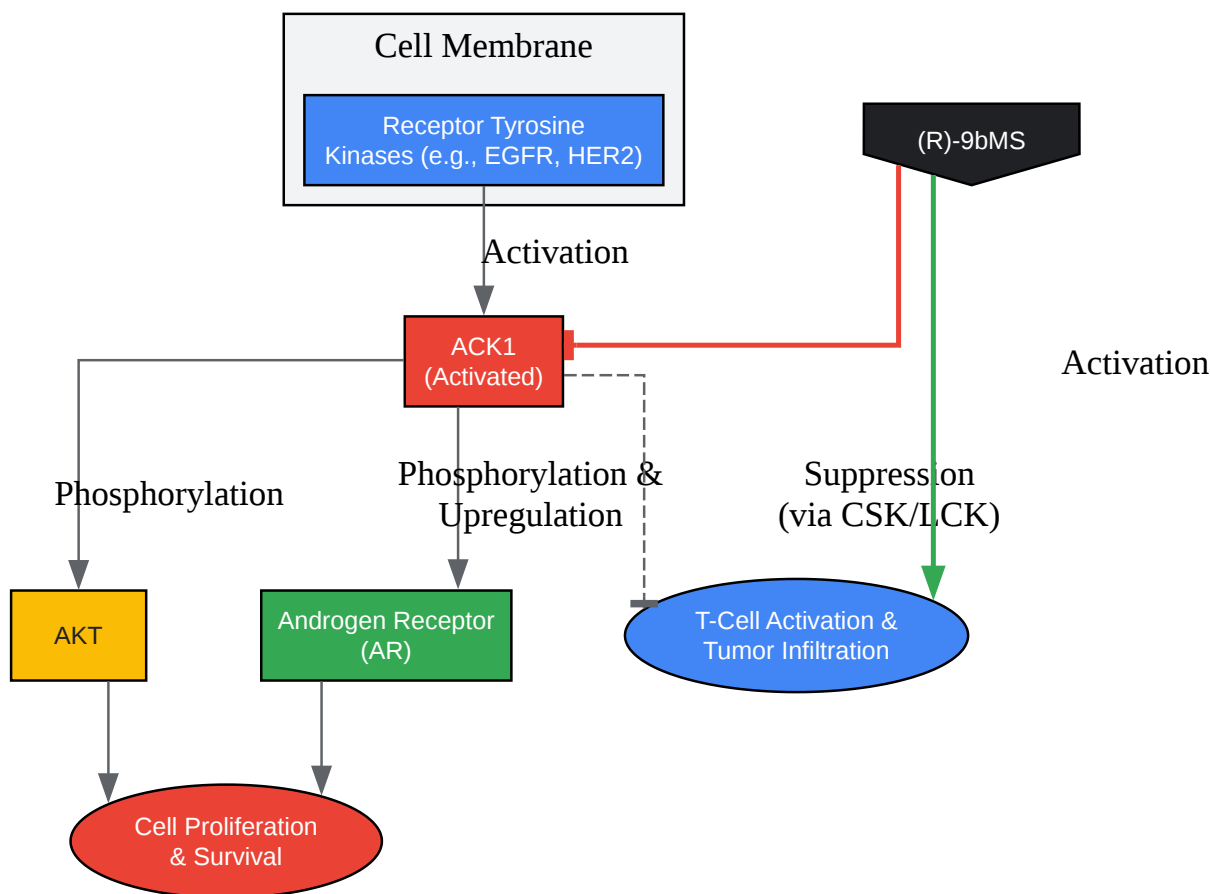 Cell Membrane
Receptor Tyrosine
Kinases (e.g., EGFR, HER2)
(R)-9bMS
Activation
ACK1
(Activated)
Activation
Phosphorylation
Phosphorylation &
Upregulation
Suppression
(via CSK/LCK)
AKT
Androgen Receptor
(AR)
T-Cell Activation &
Tumor Infiltration
Cell Proliferation
& Survival